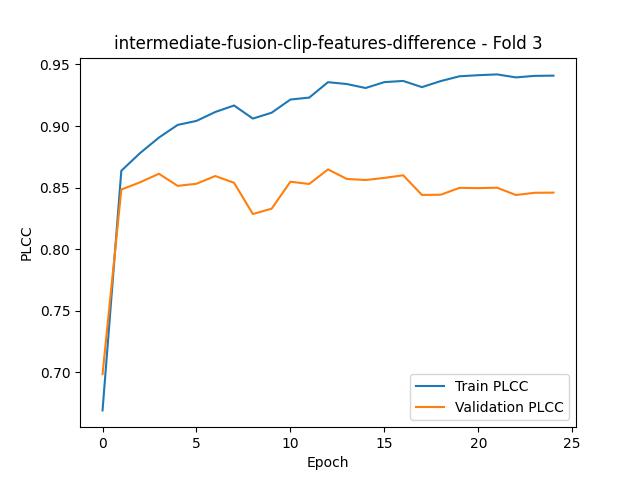 intermediate-fusion-clip-features-difference - Fold 3
0.95
0.90
0.85
0.80
0.75
0.70
PLCC
Train PLCC
Validation PLCC
0 5 10 15 20 25
Epoch